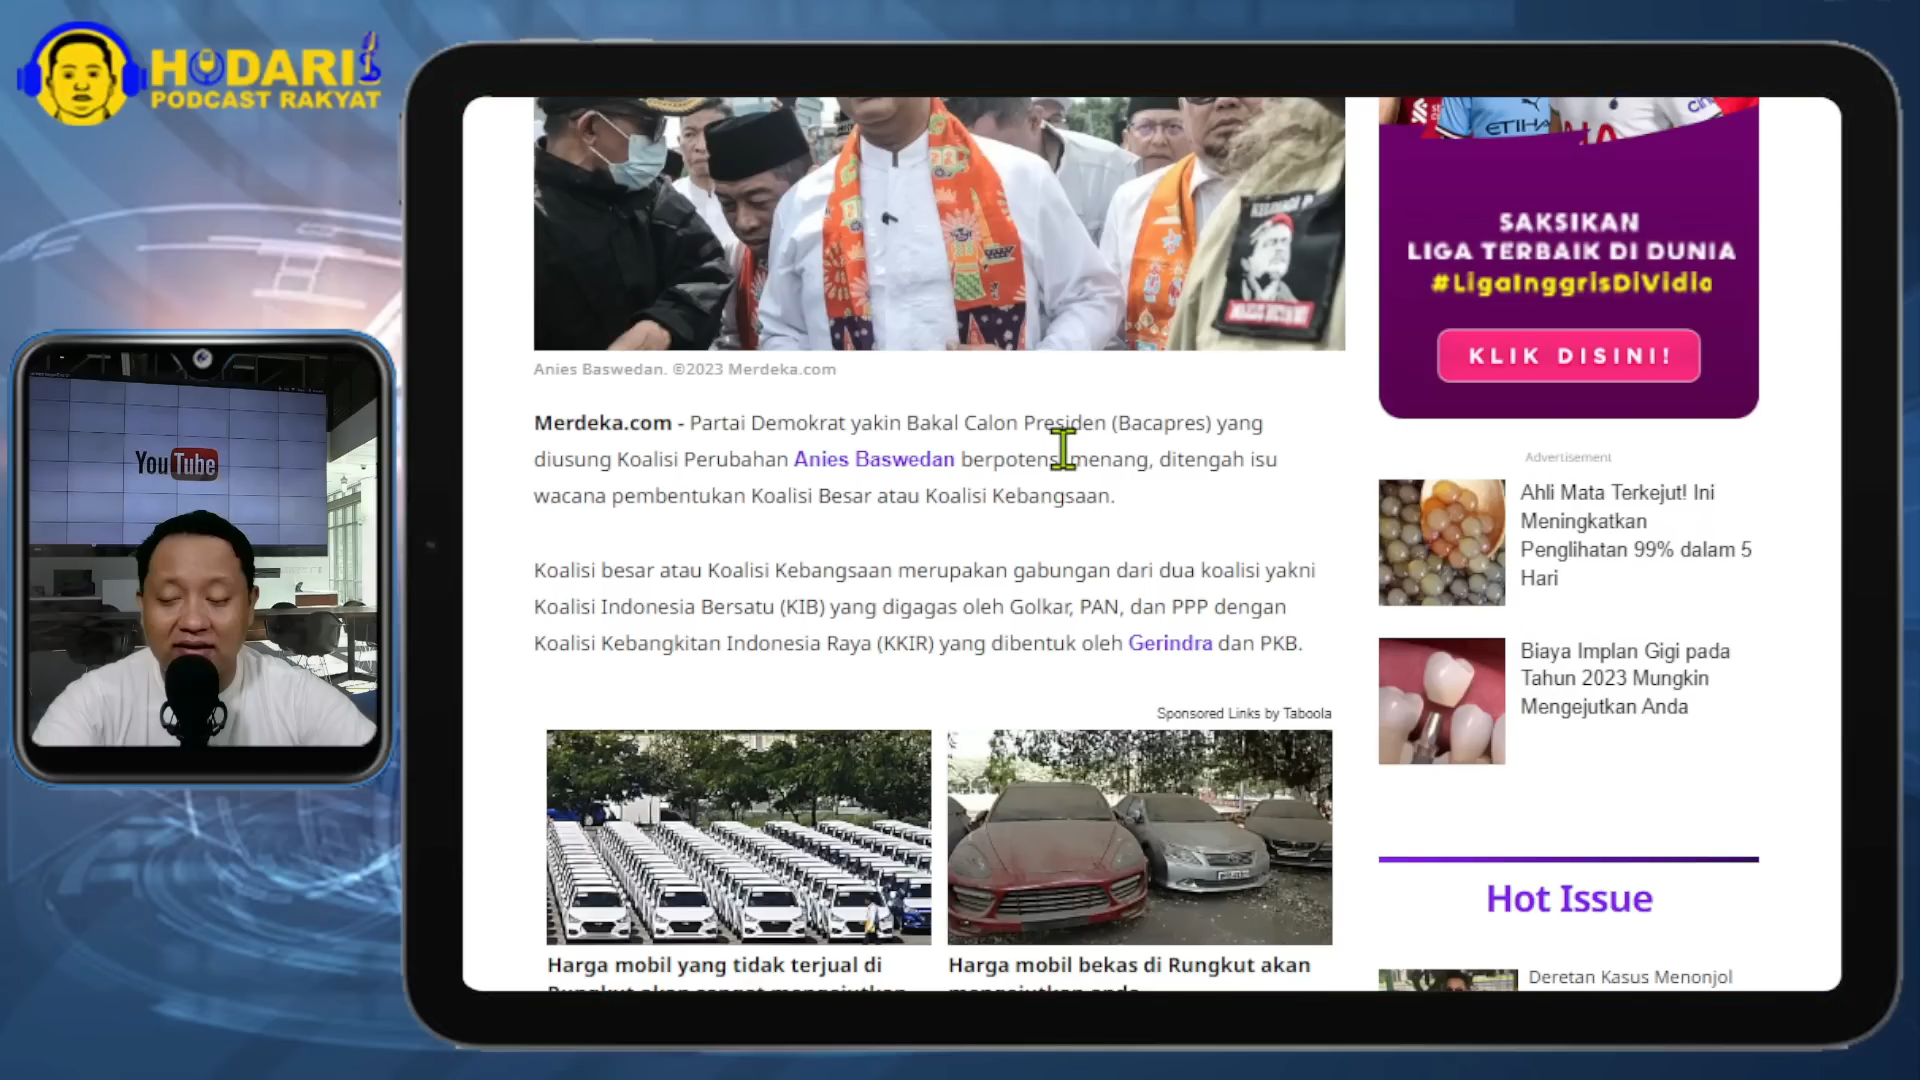 HODARI
PODCAST RAKYAT
YouTube
ETIHA
SAKSIKAN
LIGA TERBAIK DI DUNIA
#LigaInggrisDiVidio
KLIK DISINI!
Anies Baswedan. ©2023 Merdeka.com
Merdeka.com - Partai Demokrat yakin Bakal Calon Presiden (Bacapres) yang
diusung Koalisi Perubahan Anies Baswedan berpotensi menang, ditengah isu
wacana pembentukan Koalisi Besar atau Koalisi Kebangsaan.
Koalisi besar atau Koalisi Kebangsaan merupakan gabungan dari dua koalisi yakni
Koalisi Indonesia Bersatu (KIB) yang digagas oleh Golkar, PAN, dan PPP dengan
Koalisi Kebangkitan Indonesia Raya (KKIR) yang dibentuk oleh Gerindra dan PKB.
Sponsored Links by Taboola
Harga mobil yang tidak terjual di
Harga mobil bekas di Rungkut akan
Advertisement
Ahli Mata Terkejut! Ini
Meningkatkan
Penglihatan 99% dalam 5
Hari
Biaya Implan Gigi pada
Tahun 2023 Mungkin
Mengejutkan Anda
Hot Issue
Deretan Kasus Menonjol